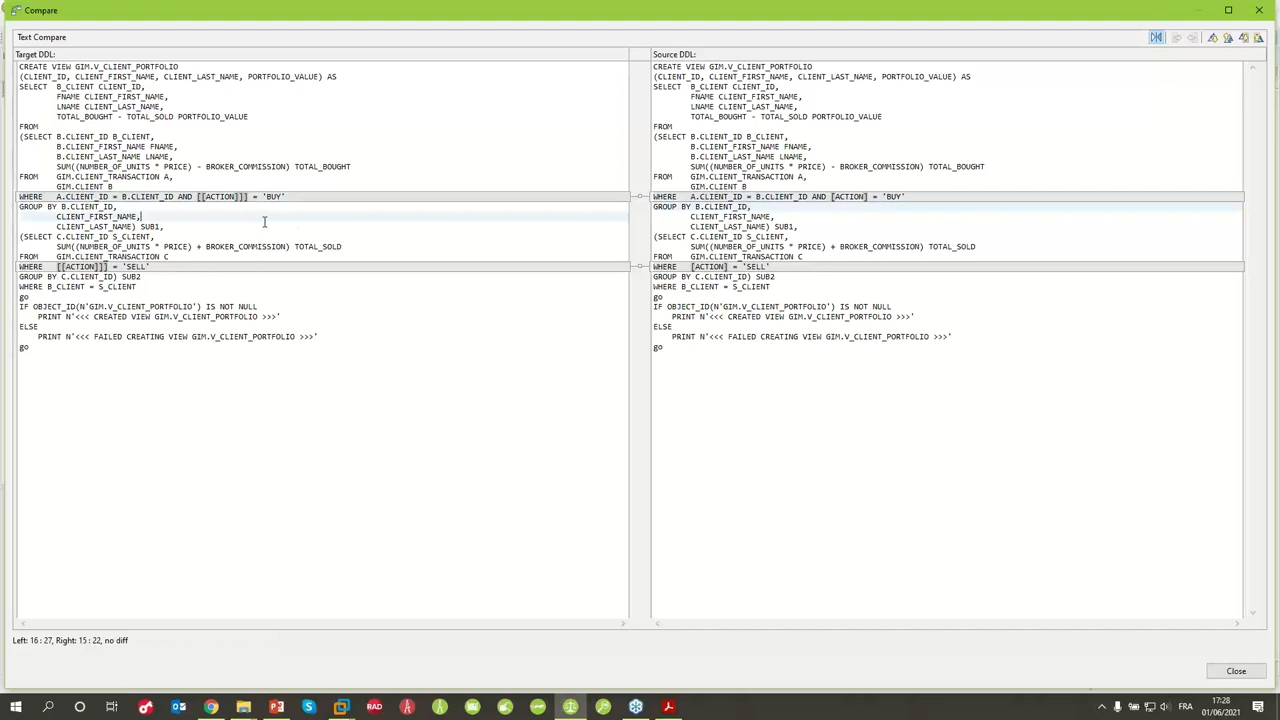 Compare
Text Compare
Target DDL:
CREATE VIEW GIM.V_CLIENT_PORTFOLIO
(CLIENT_ID, CLIENT_FIRST_NAME, CLIENT_LAST_NAME, PORTFOLIO_VALUE) AS
SELECT  B_CLIENT CLIENT_ID,
        FNAME CLIENT_FIRST_NAME,
        LNAME CLIENT_LAST_NAME,
        TOTAL_BOUGHT - TOTAL_SOLD PORTFOLIO_VALUE
FROM
(SELECT B.CLIENT_ID B_CLIENT,
        B.CLIENT_FIRST_NAME FNAME,
        B.CLIENT_LAST_NAME LNAME,
        SUM((NUMBER_OF_UNITS * PRICE) - BROKER_COMMISSION) TOTAL_BOUGHT
FROM    GIM.CLIENT_TRANSACTION A,
        GIM.CLIENT B
WHERE   A.CLIENT_ID = B.CLIENT_ID AND [[ACTION]]] = 'BUY'
GROUP BY B.CLIENT_ID,
        CLIENT_FIRST_NAME,
        CLIENT_LAST_NAME) SUB1,
(SELECT C.CLIENT_ID S_CLIENT,
        SUM((NUMBER_OF_UNITS * PRICE) + BROKER_COMMISSION) TOTAL_SOLD
FROM    GIM.CLIENT_TRANSACTION C
WHERE   [[ACTION]]] = 'SELL'
GROUP BY C.CLIENT_ID) SUB2
WHERE B_CLIENT = S_CLIENT
go
IF OBJECT_ID(N'GIM.V_CLIENT_PORTFOLIO') IS NOT NULL
    PRINT N'<<< CREATED VIEW GIM.V_CLIENT_PORTFOLIO >>>'
ELSE
    PRINT N'<<< FAILED CREATING VIEW GIM.V_CLIENT_PORTFOLIO >>>'
go
Source DDL:
CREATE VIEW GIM.V_CLIENT_PORTFOLIO
(CLIENT_ID, CLIENT_FIRST_NAME, CLIENT_LAST_NAME, PORTFOLIO_VALUE) AS
SELECT  B_CLIENT CLIENT_ID,
        FNAME CLIENT_FIRST_NAME,
        LNAME CLIENT_LAST_NAME,
        TOTAL_BOUGHT - TOTAL_SOLD PORTFOLIO_VALUE
FROM
(SELECT B.CLIENT_ID B_CLIENT,
        B.CLIENT_FIRST_NAME FNAME,
        B.CLIENT_LAST_NAME LNAME,
        SUM((NUMBER_OF_UNITS * PRICE) - BROKER_COMMISSION) TOTAL_BOUGHT
FROM    GIM.CLIENT_TRANSACTION A,
        GIM.CLIENT B
WHERE   A.CLIENT_ID = B.CLIENT_ID AND [ACTION] = 'BUY'
GROUP BY B.CLIENT_ID,
        CLIENT_FIRST_NAME,
        CLIENT_LAST_NAME) SUB1,
(SELECT C.CLIENT_ID S_CLIENT,
        SUM((NUMBER_OF_UNITS * PRICE) + BROKER_COMMISSION) TOTAL_SOLD
FROM    GIM.CLIENT_TRANSACTION C
WHERE   [ACTION] = 'SELL'
GROUP BY C.CLIENT_ID) SUB2
WHERE B_CLIENT = S_CLIENT
go
IF OBJECT_ID(N'GIM.V_CLIENT_PORTFOLIO') IS NOT NULL
    PRINT N'<<< CREATED VIEW GIM.V_CLIENT_PORTFOLIO >>>'
ELSE
    PRINT N'<<< FAILED CREATING VIEW GIM.V_CLIENT_PORTFOLIO >>>'
go
Left: 16 : 27, Right: 15 : 22, no diff
Close
RAD
FRA
17:28
01/06/2021